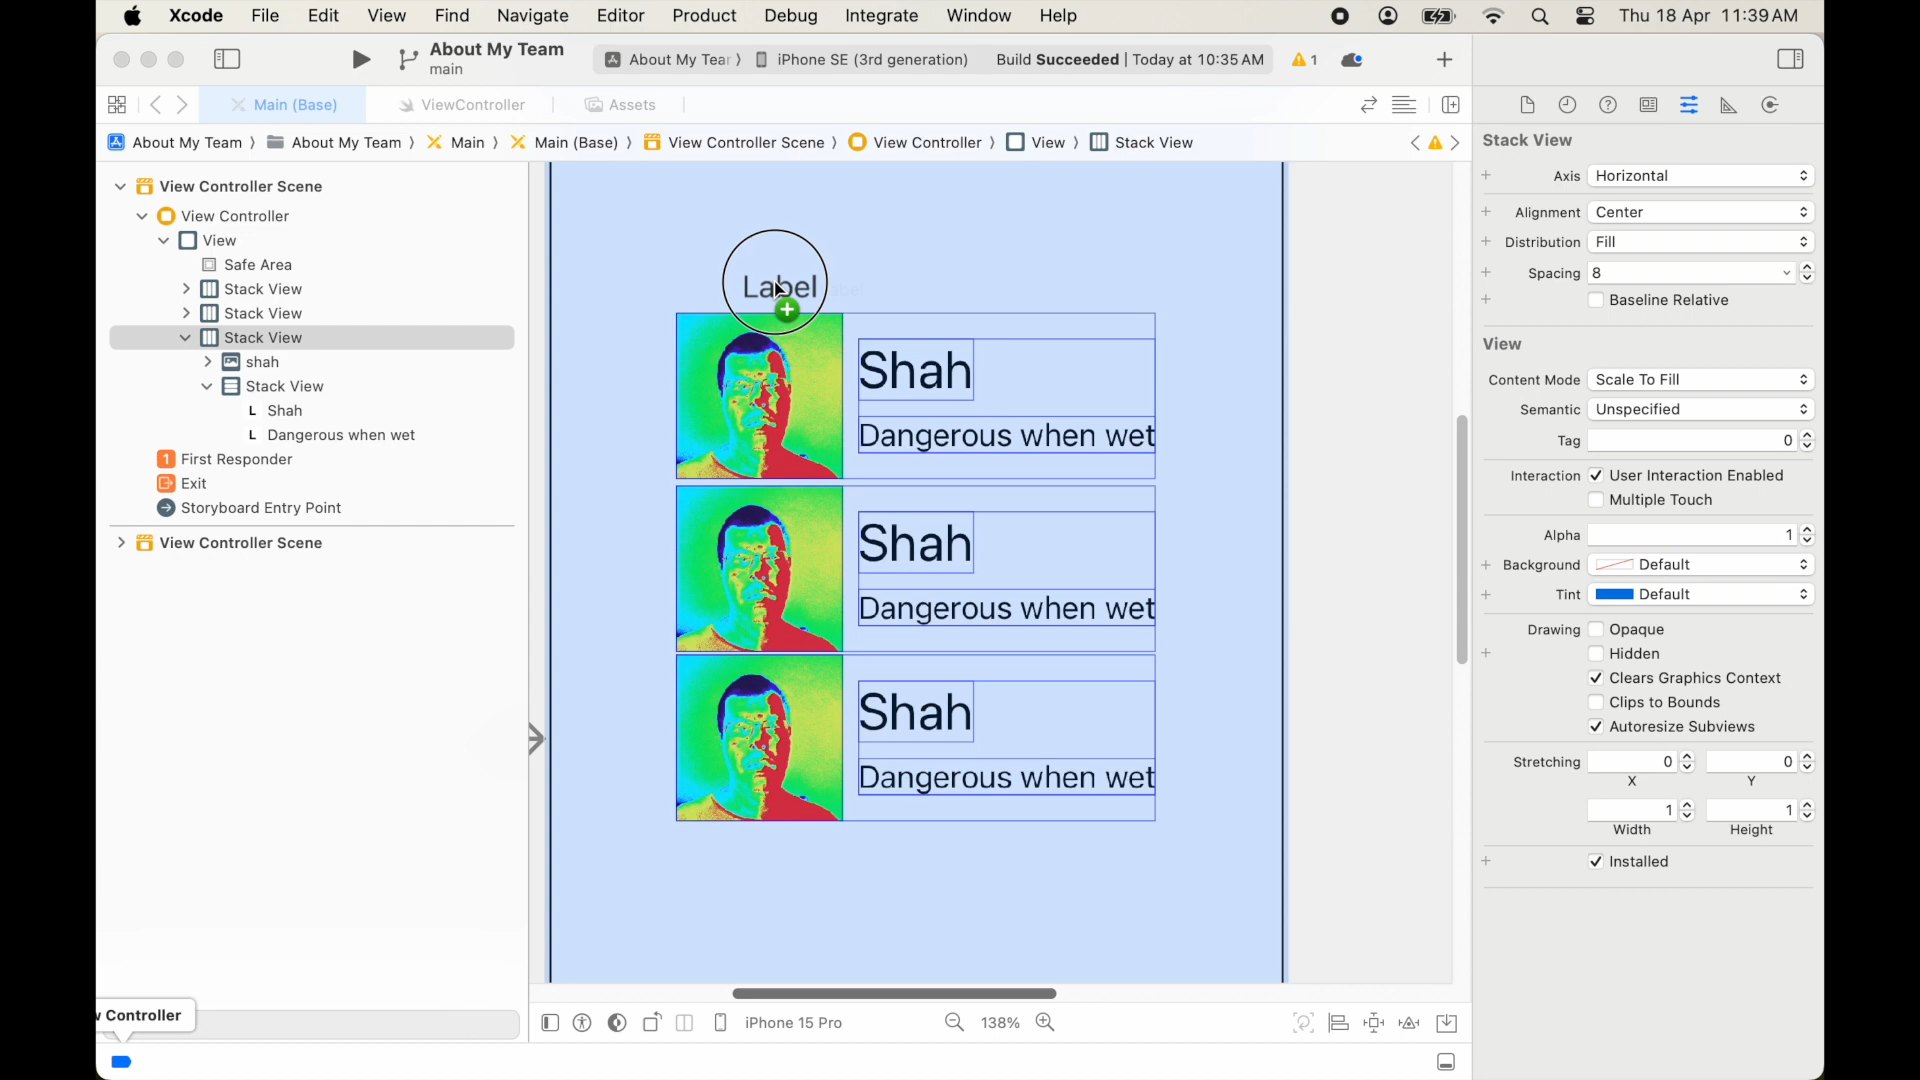 Xcode File Edit View Find Navigate Editor Product Debug Integrate Window Help Thu 18 Apr 11:39 AM
About My Team
main
About My Tear iPhone SE (3rd generation) Build Succeeded | Today at 10:35 AM 1
Main (Base) ViewController Assets
About My Team About My Team Main Main (Base) View Controller Scene View Controller View Stack View
View Controller Scene
View Controller
View
Safe Area
Stack View
Stack View
Stack View
shah
Stack View
L Shah
L Dangerous when wet
1 First Responder
Exit
Storyboard Entry Point
View Controller Scene
w Controller
Label
Shah
Dangerous when wet
Shah
Dangerous when wet
Shah
Dangerous when wet
iPhone 15 Pro 138%
Stack View
Axis Horizontal
Alignment Center
Distribution Fill
Spacing 8
Baseline Relative
View
Content Mode Scale To Fill
Semantic Unspecified
Tag 0
Interaction User Interaction Enabled
Multiple Touch
Alpha 1
Background Default
Tint Default
Drawing Opaque
Hidden
Clears Graphics Context
Clips to Bounds
Autoresize Subviews
Stretching 0 0
X Y
1 1
Width Height
Installed